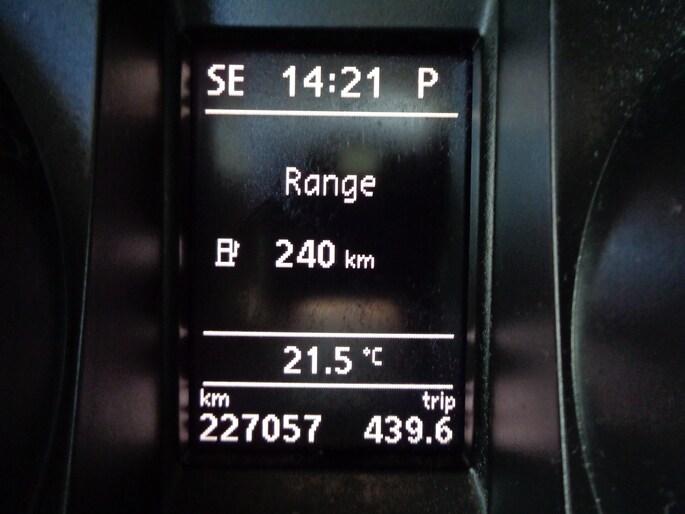 SE 14:21 P
Range
240 km
21.5 °C
km trip
227057 439.6